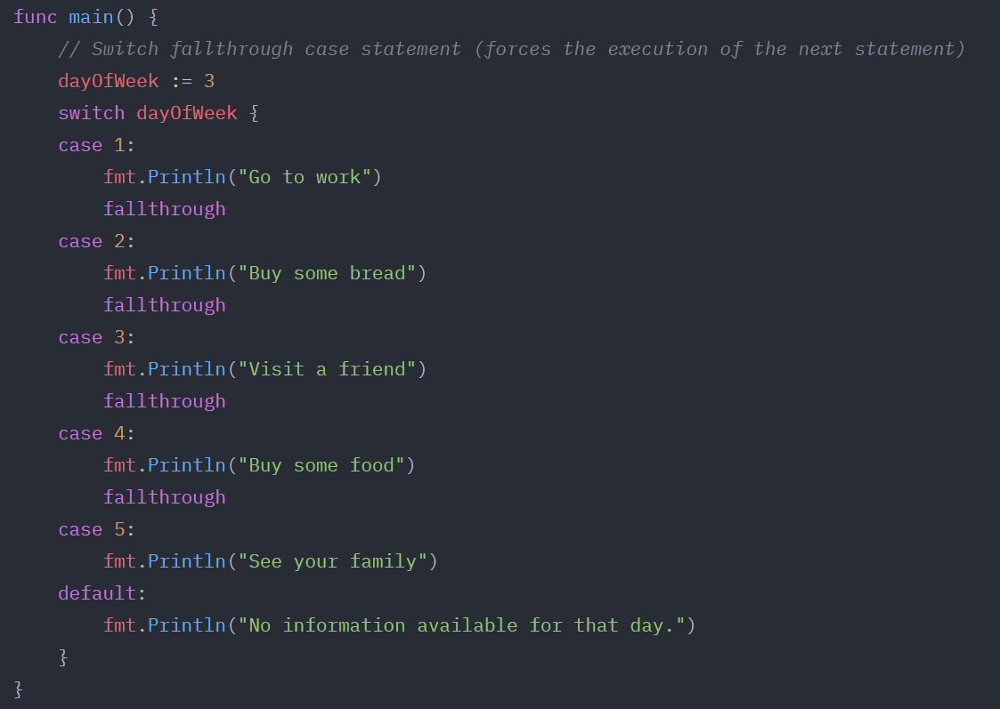 func main() {
    // Switch fallthrough case statement (forces the execution of the next statement)
    dayOfWeek := 3
    switch dayOfWeek {
    case 1:
        fmt.Println("Go to work")
        fallthrough
    case 2:
        fmt.Println("Buy some bread")
        fallthrough
    case 3:
        fmt.Println("Visit a friend")
        fallthrough
    case 4:
        fmt.Println("Buy some food")
        fallthrough
    case 5:
        fmt.Println("See your family")
    default:
        fmt.Println("No information available for that day.")
    }
}